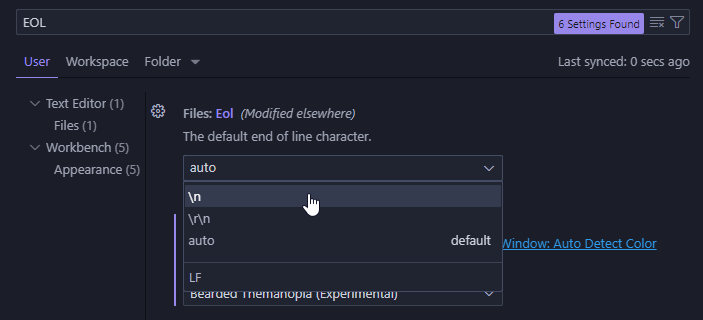 EOL
6 Settings Found
User Workspace Folder
Last synced: 0 secs ago
Text Editor (1)
Files (1)
Workbench (5)
Appearance (5)
Files: Eol (Modified elsewhere)
The default end of line character.
auto
\n
\r\n
auto default
Window: Auto Detect Color
LF
Bearded Themanopia (Experimental)